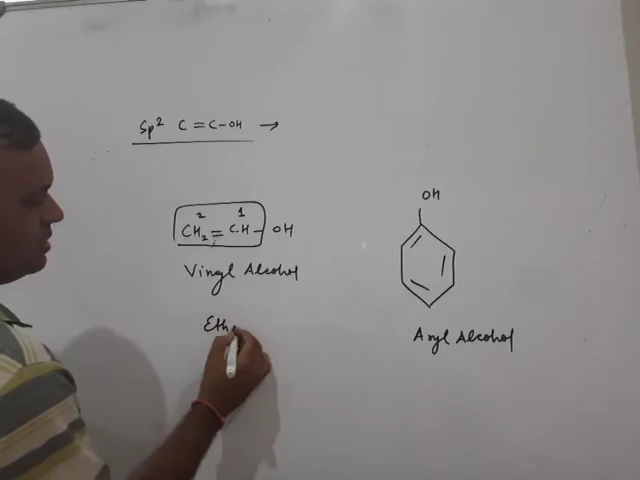 Sp² C=C-OH →
2 1
CH₂=CH-OH
Vinyl Alcohol
Eth
OH
Aryl Alcohol